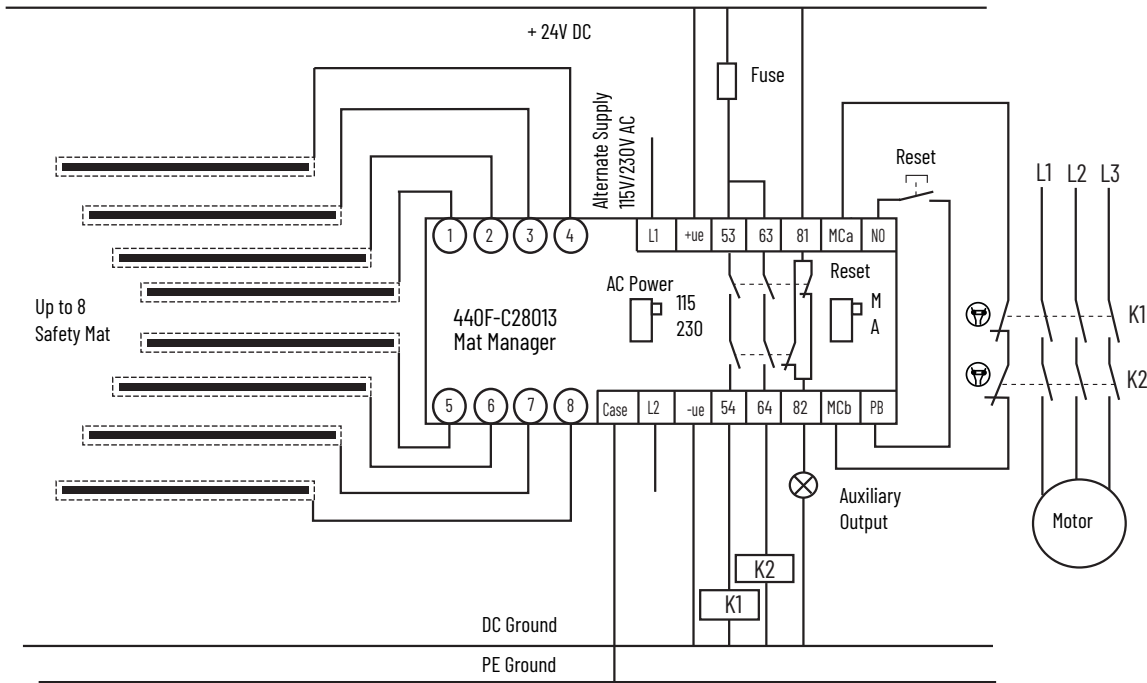 + 24V DC
Fuse
Alternate Supply
115V/230V AC
Reset
L1 L2 L3
1 2 3 4
L1 +ue 53 63 81 MCa NO
Up to 8
Safety Mat
440F-C28013
Mat Manager
AC Power
115
230
Reset
M
A
K1
K2
5 6 7 8
Case L2 -ue 54 64 82 MCb PB
Auxiliary
Output
Motor
K2
K1
DC Ground
PE Ground